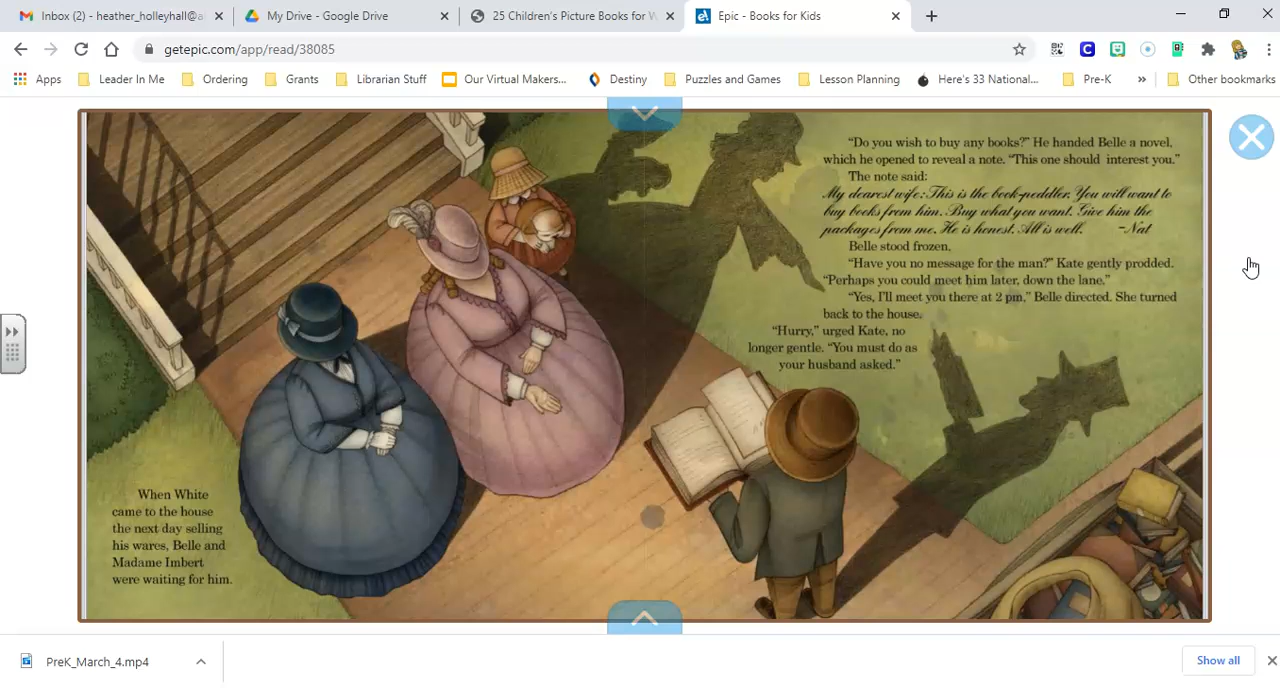 Inbox (2) - heather_holleyhall@a
My Drive - Google Drive
25 Children's Picture Books for W
Epic - Books for Kids
getepic.com/app/read/38085
Apps
Leader In Me
Ordering
Grants
Librarian Stuff
Our Virtual Makers...
Destiny
Puzzles and Games
Lesson Planning
Here's 33 National...
Pre-K
»
Other bookmarks
When White
came to the house
the next day selling
his wares, Belle and
Madame Imbert
were waiting for him.
“Do you wish to buy any books?” He handed Belle a novel,
which he opened to reveal a note. “This one should interest you.”
The note said:
My dearest wife: This is the book-peddler. You will want to
buy books from him. Buy what you want. Give him the
packages from me. He is honest. All is well. –Nat
Belle stood frozen.
“Have you no message for the man?” Kate gently prodded.
“Perhaps you could meet him later, down the lane.”
“Yes, I’ll meet you there at 2 pm,” Belle directed. She turned
back to the house.
“Hurry,” urged Kate, no
longer gentle. “You must do as
your husband asked.”
PreK_March_4.mp4
Show all